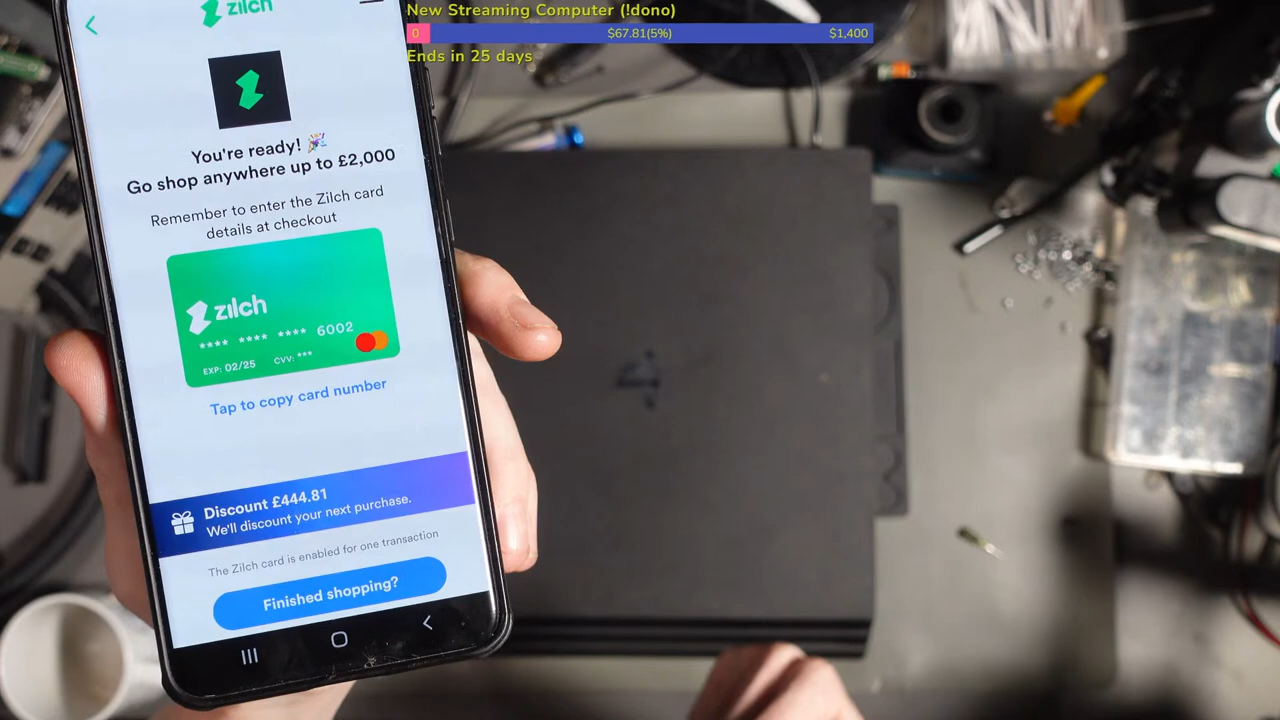 New Streaming Computer (!dono)
0 $67.81(5%) $1,400
Ends in 25 days
zilch
You're ready! 🎉
Go shop anywhere up to £2,000
Remember to enter the Zilch card
details at checkout
zilch
**** **** **** 6002
EXP: 02/25 CVV: ***
Tap to copy card number
Discount £444.81
We'll discount your next purchase.
The Zilch card is enabled for one transaction
Finished shopping?